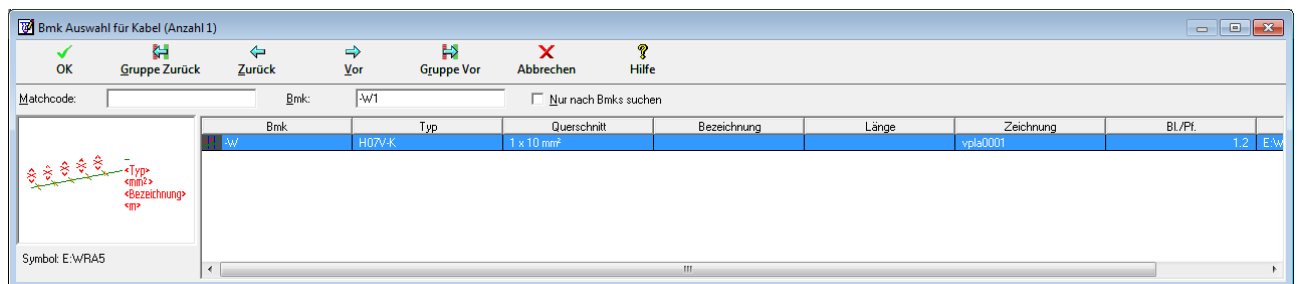 Bmk Auswahl für Kabel (Anzahl 1)
OK Gruppe Zurück Zurück Vor Gruppe Vor Abbrechen Hilfe
Matchcode: Bmk: -W1 Nur nach Bmks suchen
Bmk Typ Querschnitt Bezeichnung Länge Zeichnung Bl./Pf.
-W H07V-K 1 x 10 mm² vpla0001 1.2 E:W
-
<Typ>
<mm²>
<Bezeichnung>
<m>
Symbol: E:WRA5